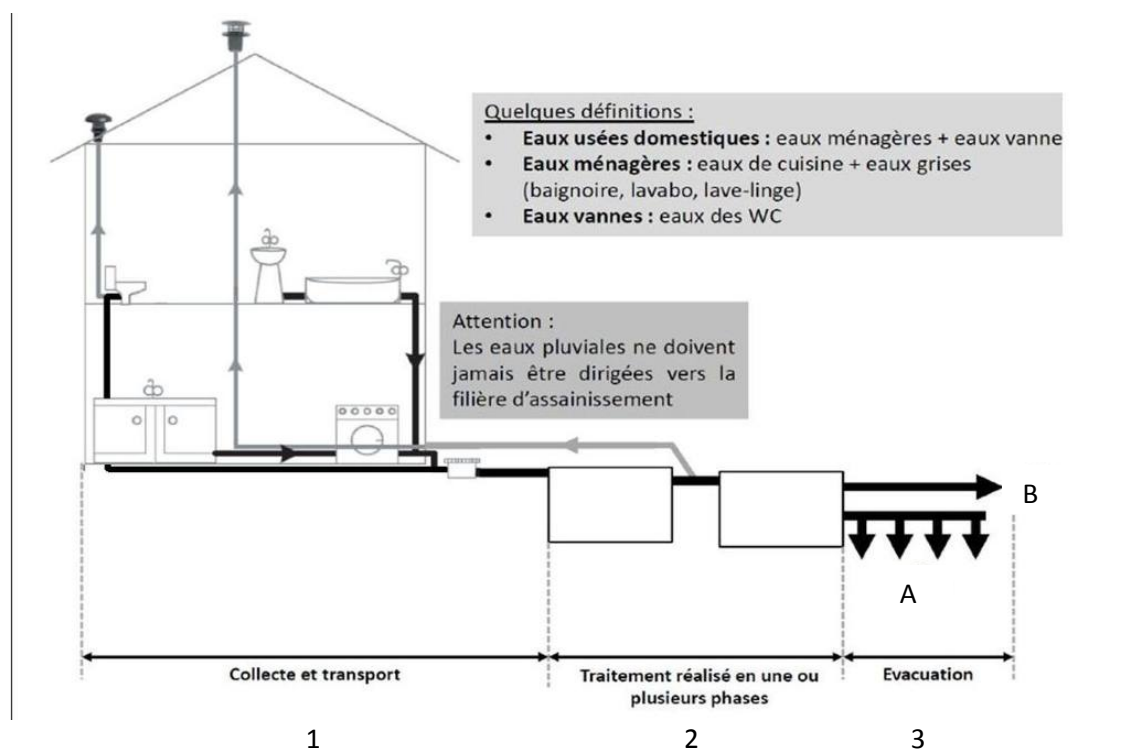 Quelques définitions :
• Eaux usées domestiques : eaux ménagères + eaux vanne
• Eaux ménagères : eaux de cuisine + eaux grises
(baignoire, lavabo, lave-linge)
• Eaux vannes : eaux des WC
Attention :
Les eaux pluviales ne doivent
jamais être dirigées vers la
filière d’assainissement
B
A
Collecte et transport
Traitement réalisé en une ou
plusieurs phases
Evacuation
1
2
3